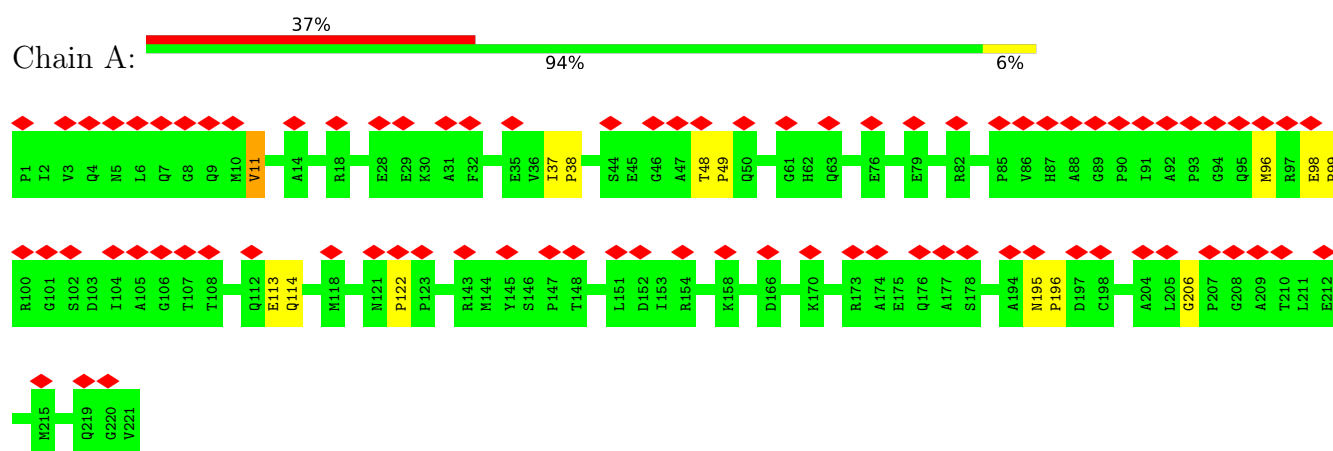 37%
Chain A:
94% 6%
P1 I2 V3 Q4 N5 L6 Q7 G8 Q9 M10 V11 A14 R18 E28 E29 K30 A31 F32 E35 V36 I37 P38 S44 E45 G46 A47 T48 P49 Q50 G61 H62 Q63 E76 E79 R82 P85 V86 H87 A88 G89 P90 I91 A92 P93 G94 Q95 M96 R97 E98
R100 G101 S102 D103 I104 A105 G106 T107 T108 Q112 E113 Q114 M118 N121 P122 P123 R143 M144 Y145 S146 P147 T148 L151 D152 I153 R154 K158 D166 K170 R173 A174 E175 Q176 A177 S178 A194 N195 P196 D197 C198 A204 L205 G206 P207 G208 A209 T210 L211 E212
M215 Q219 G220 V221